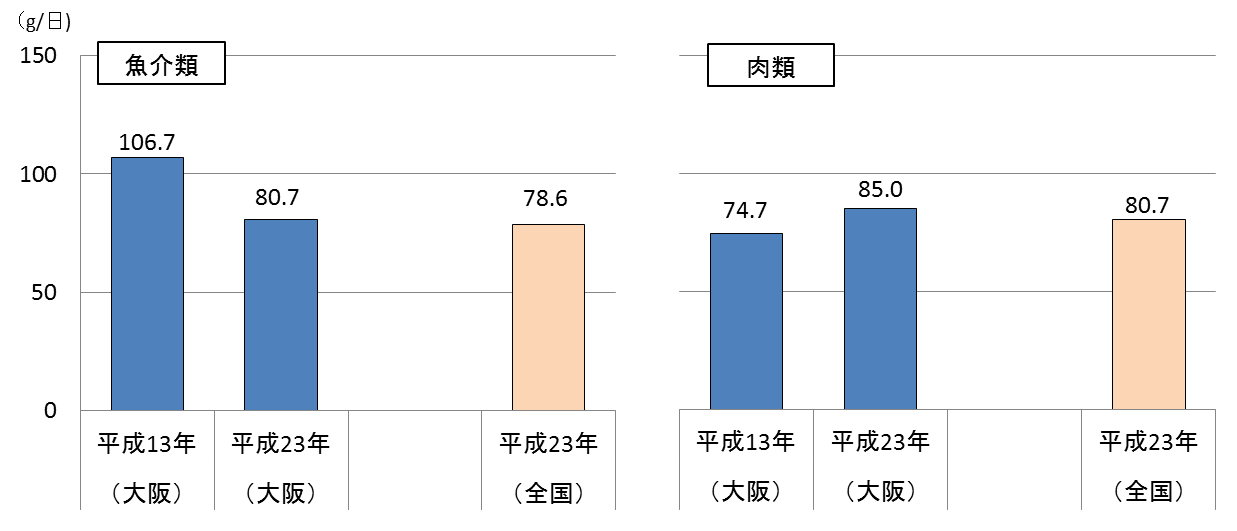 （g/日)
150
100
50
0
魚介類
106.7
80.7
78.6
平成13年
（大阪）
平成23年
（大阪）
平成23年
（全国）
肉類
74.7
85.0
80.7
平成13年
（大阪）
平成23年
（大阪）
平成23年
（全国）